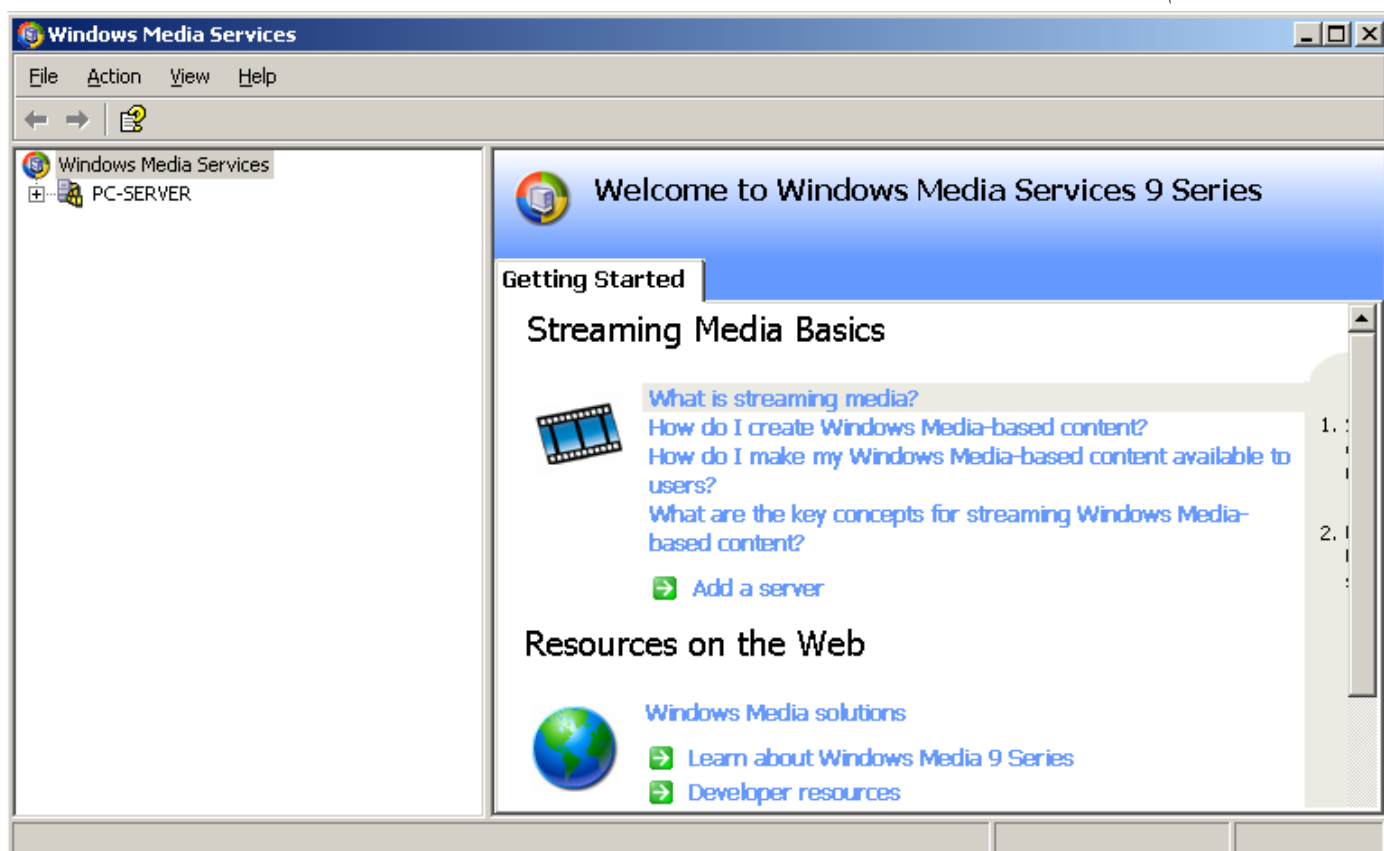 Windows Media Services
File Action View Help
Windows Media Services
PC-SERVER
Welcome to Windows Media Services 9 Series
Getting Started
Streaming Media Basics
What is streaming media?
How do I create Windows Media-based content?
How do I make my Windows Media-based content available to
users?
What are the key concepts for streaming Windows Media-
based content?
Add a server
1.
2.
Resources on the Web
Windows Media solutions
Learn about Windows Media 9 Series
Developer resources